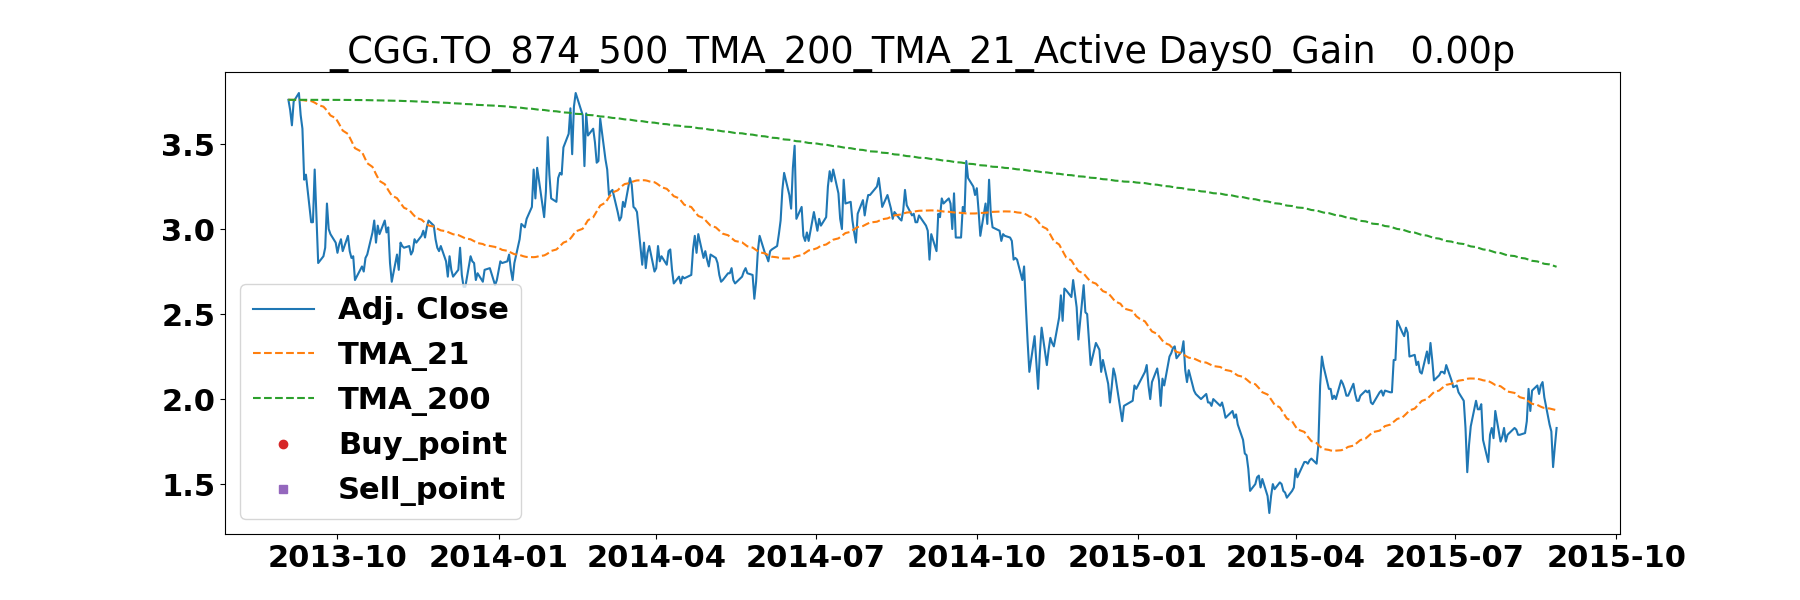 _CGG.TO_874_500_TMA_200_TMA_21_Active Days0_Gain   0.00p
3.5
3.0
2.5
2.0
1.5
Adj. Close
TMA_21
TMA_200
Buy_point
Sell_point
2013-10 2014-01 2014-04 2014-07 2014-10 2015-01 2015-04 2015-07 2015-10